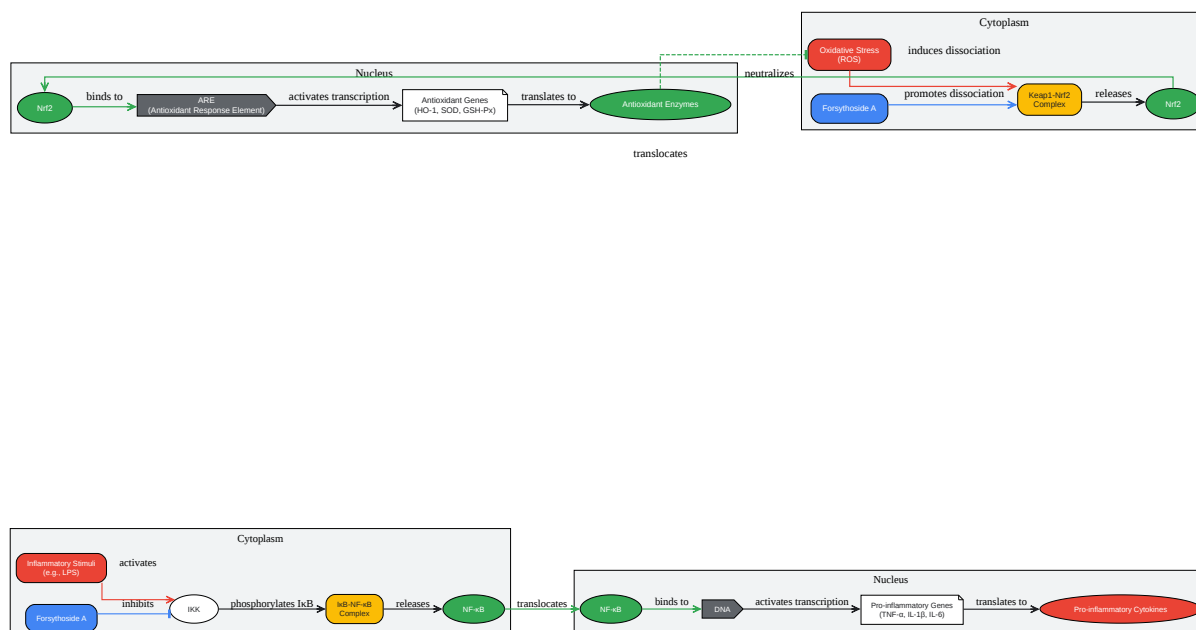 Cytoplasm
Oxidative Stress
(ROS)
induces dissociation
Nucleus
neutralizes
Nrf2
binds to
ARE
(Antioxidant Response Element)
activates transcription
Antioxidant Genes
(HO-1, SOD, GSH-Px)
translates to
Antioxidant Enzymes
Forsythoside A
promotes dissociation
Keap1-Nrf2
Complex
releases
Nrf2
translocates
Cytoplasm
Inflammatory Stimuli
(e.g., LPS)
activates
Forsythoside A
inhibits
IKK
phosphorylates IκB
IκB-NF-κB
Complex
releases
NF-κB
translocates
Nucleus
NF-κB
binds to
DNA
activates transcription
Pro-inflammatory Genes
(TNF-α, IL-1β, IL-6)
translates to
Pro-inflammatory Cytokines